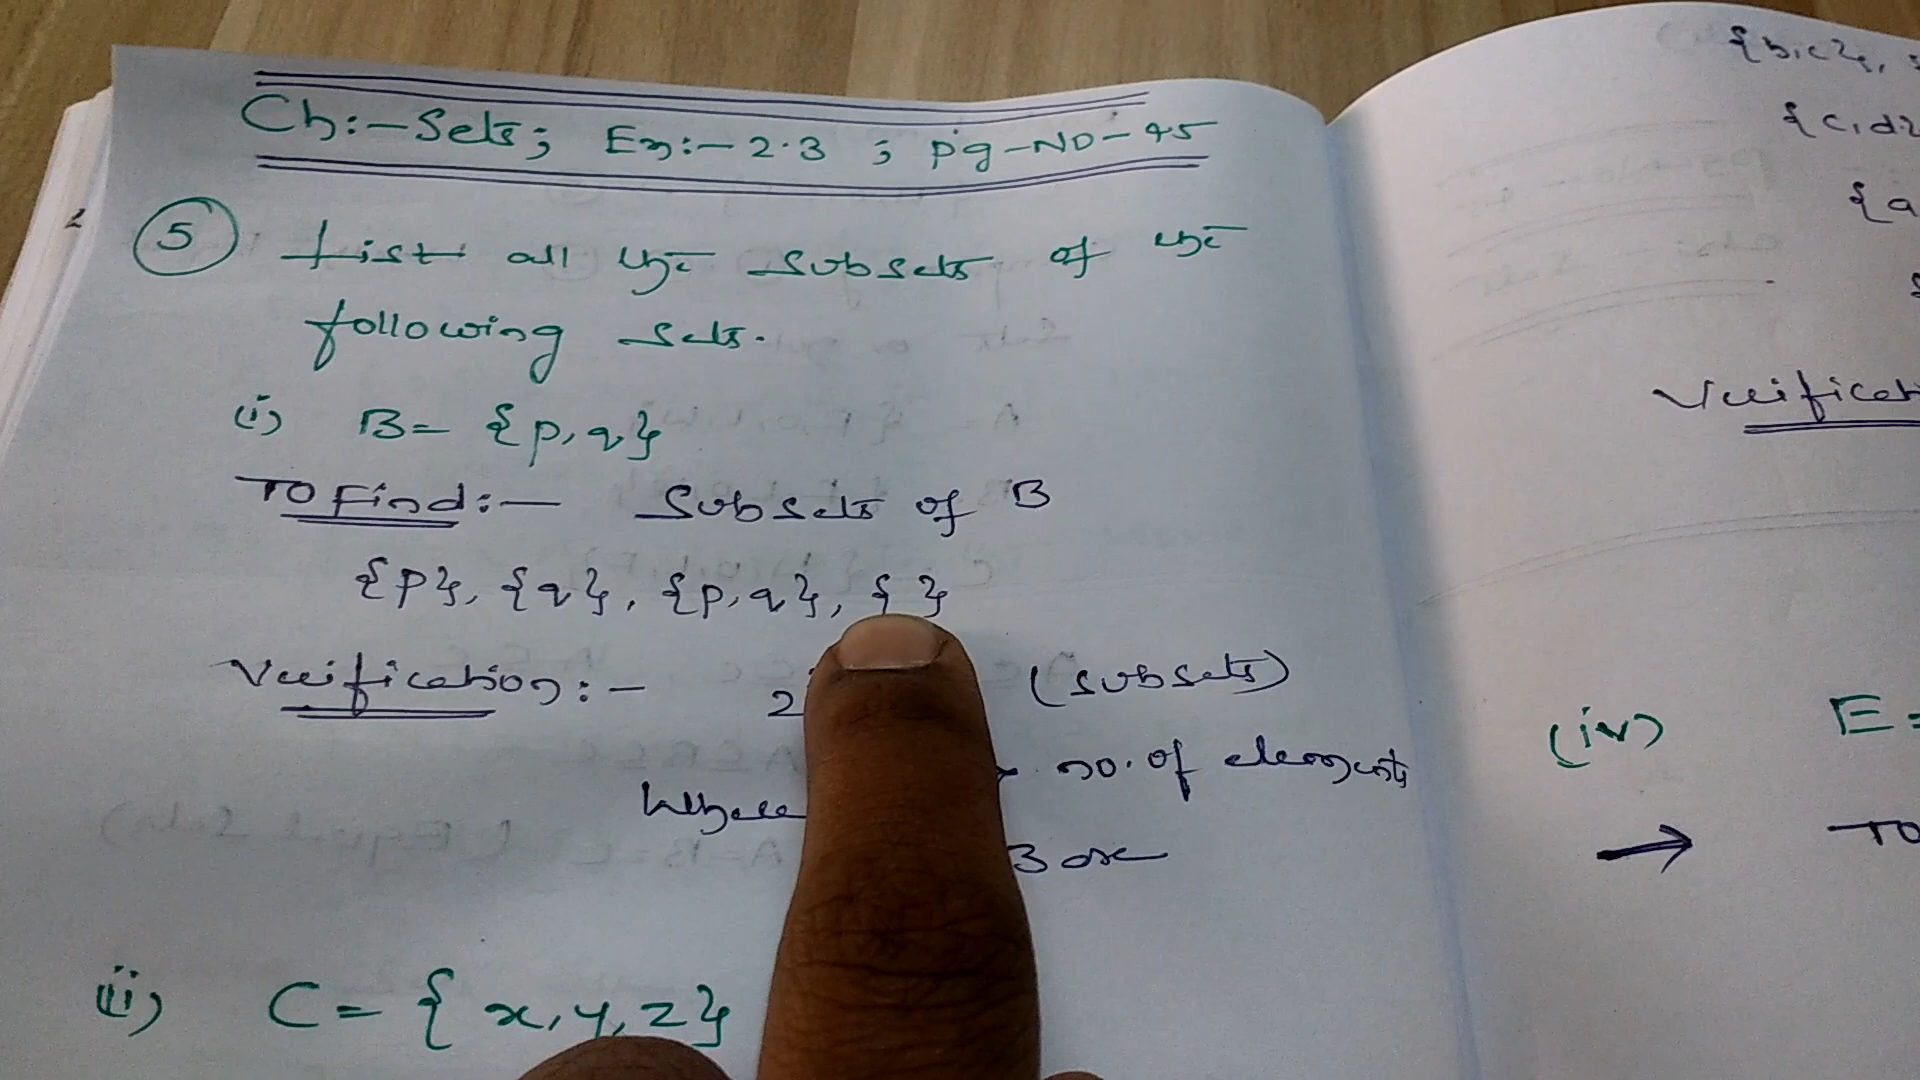 Ch:- Sets; Ex:- 2.3 ; pg-No- 45
5 List all the subsets of the
following sets.
(i) B= {p, q}
To Find:- Subsets of B
{p}, {q}, {p, q}, { }
Verification:- 2 (subsets)
Where no. of elements
B are
(ii) C = { x, y, z}
{b, c},
{c, d}
{a
(iv) E =
→ To